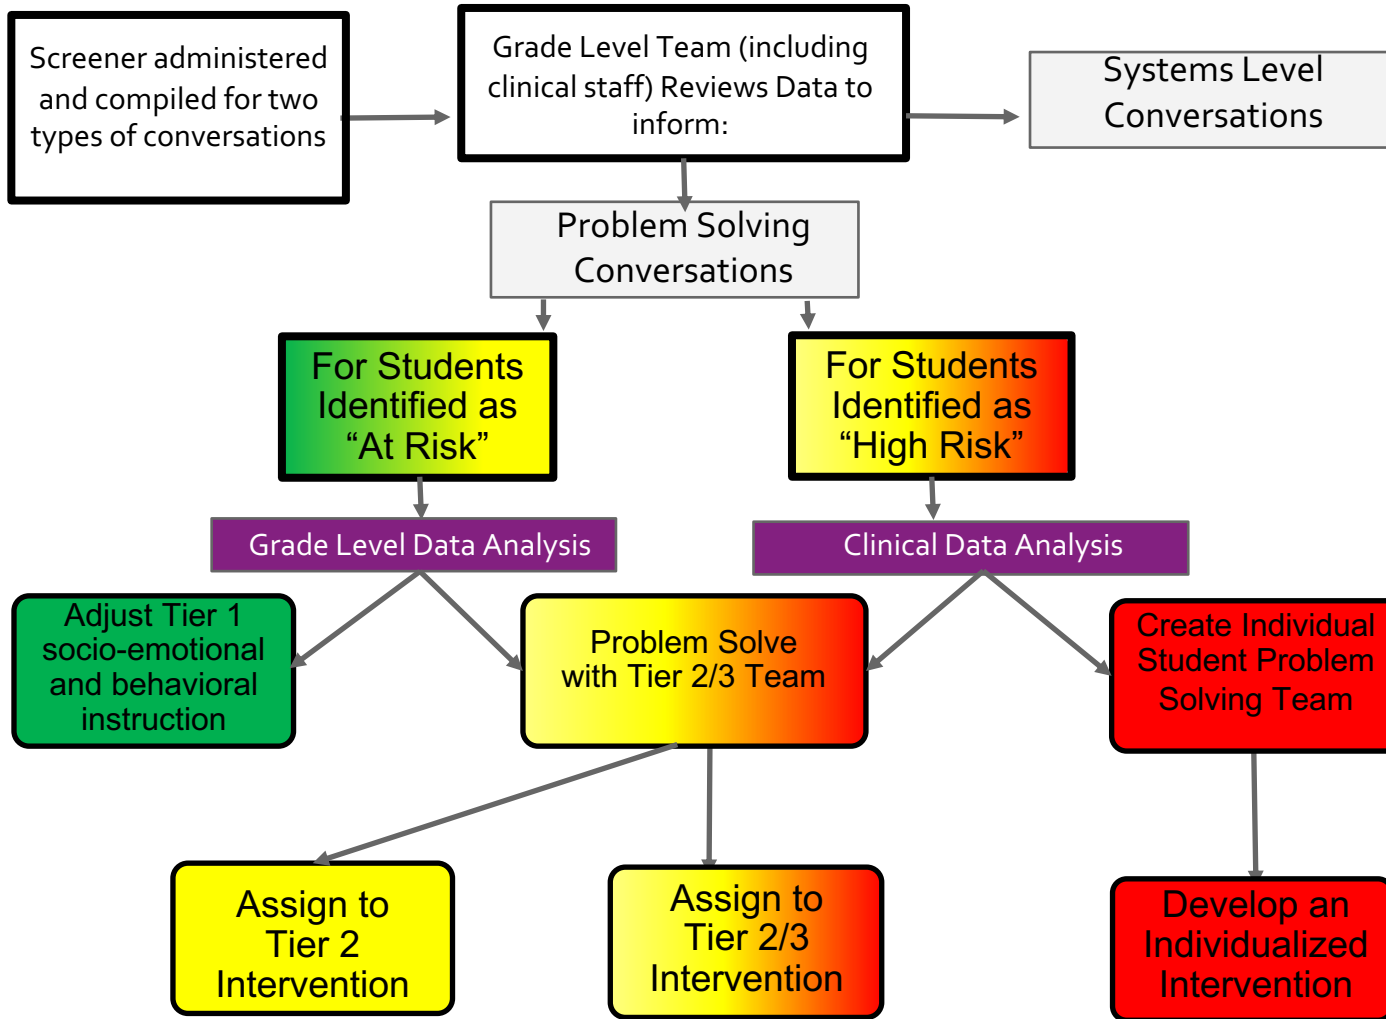 Screener administered
and compiled for two
types of conversations
Grade Level Team (including
clinical staff) Reviews Data to
inform:
Systems Level
Conversations
Problem Solving
Conversations
For Students
Identified as
“At Risk”
For Students
Identified as
“High Risk”
Grade Level Data Analysis
Clinical Data Analysis
Adjust Tier 1
socio-emotional
and behavioral
instruction
Problem Solve
with Tier 2/3 Team
Create Individual
Student Problem
Solving Team
Assign to
Tier 2
Intervention
Assign to
Tier 2/3
Intervention
Develop an
Individualized
Intervention